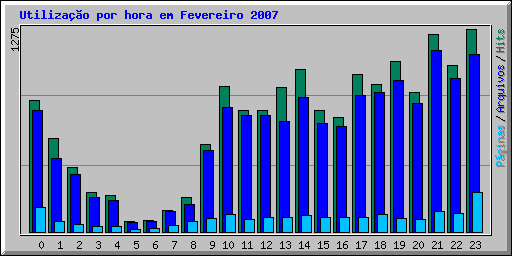 Utilização por hora em Fevereiro 2007
1275
Páginas / Arquivos / Hits
0 1 2 3 4 5 6 7 8 9 10 11 12 13 14 15 16 17 18 19 20 21 22 23